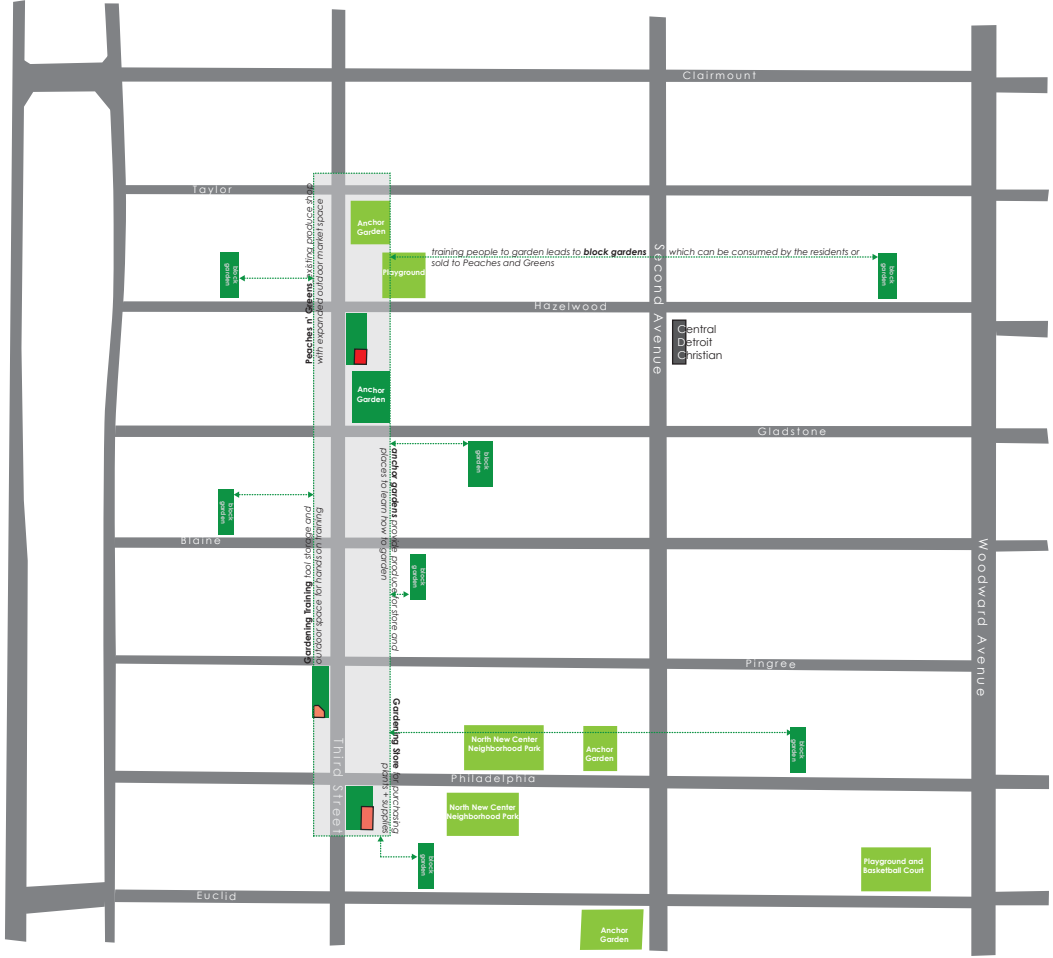 Clairmount
Taylor
Anchor
Garden
Playground
training people to garden leads to block gardens which can be consumed by the residents or
sold to Peaches and Greens
block
garden
block
garden
Peaches n' Greens existing produce shop
with expanded outdoor market space
Second Avenue
Hazelwood
Central
Detroit
Christian
Anchor
Garden
Gladstone
block
garden
anchor gardens provide produce for store and
places to learn how to garden
block
garden
Gardening Training tool storage and
outdoor space for hands on training
Blaine
block
garden
Woodward Avenue
Pingree
Gardening Store for purchasing
plants + supplies
North New Center
Neighborhood Park
Anchor
Garden
block
garden
Third Street
Philadelphia
North New Center
Neighborhood Park
block
garden
Playground and
Basketball Court
Euclid
Anchor
Garden